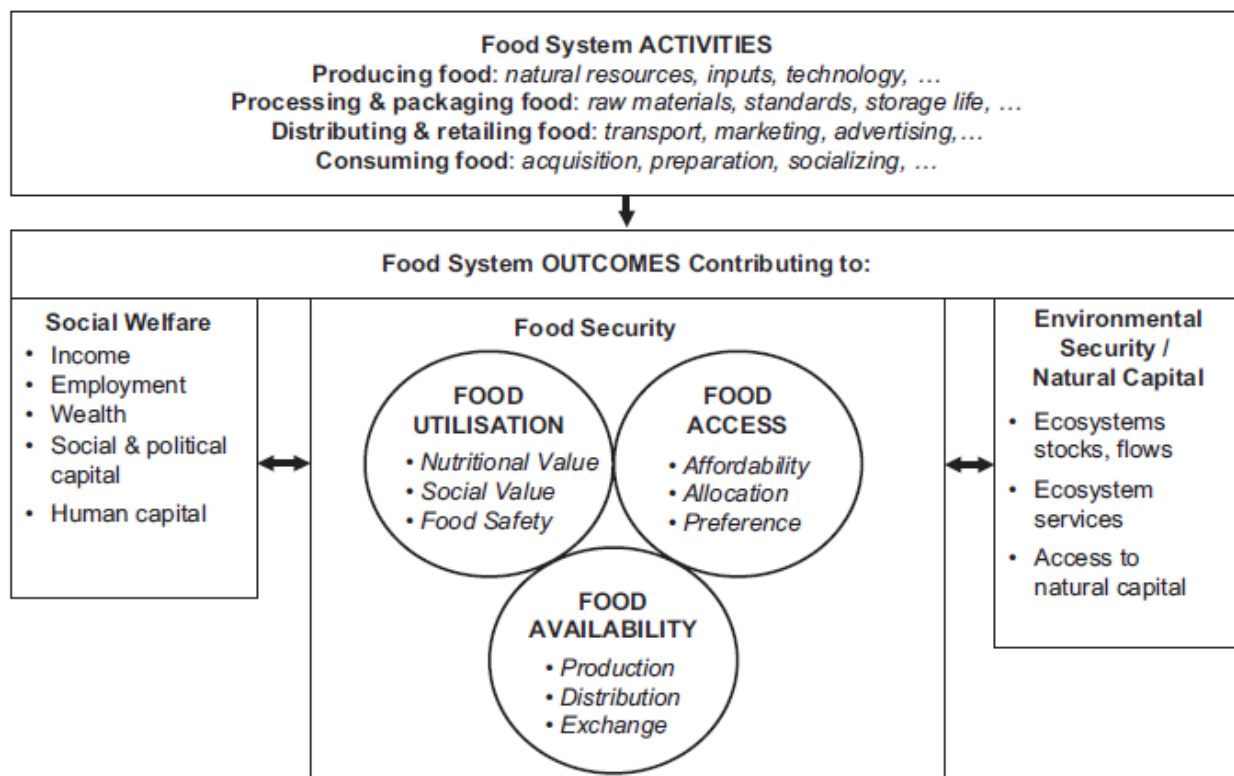 Food System ACTIVITIES
Producing food: natural resources, inputs, technology, …
Processing & packaging food: raw materials, standards, storage life, …
Distributing & retailing food: transport, marketing, advertising,…
Consuming food: acquisition, preparation, socializing, …
Food System OUTCOMES Contributing to:
Social Welfare
• Income
• Employment
• Wealth
• Social & political
capital
• Human capital
Food Security
FOOD
UTILISATION
• Nutritional Value
• Social Value
• Food Safety
FOOD
ACCESS
• Affordability
• Allocation
• Preference
FOOD
AVAILABILITY
• Production
• Distribution
• Exchange
Environmental
Security /
Natural Capital
• Ecosystems
stocks, flows
• Ecosystem
services
• Access to
natural capital